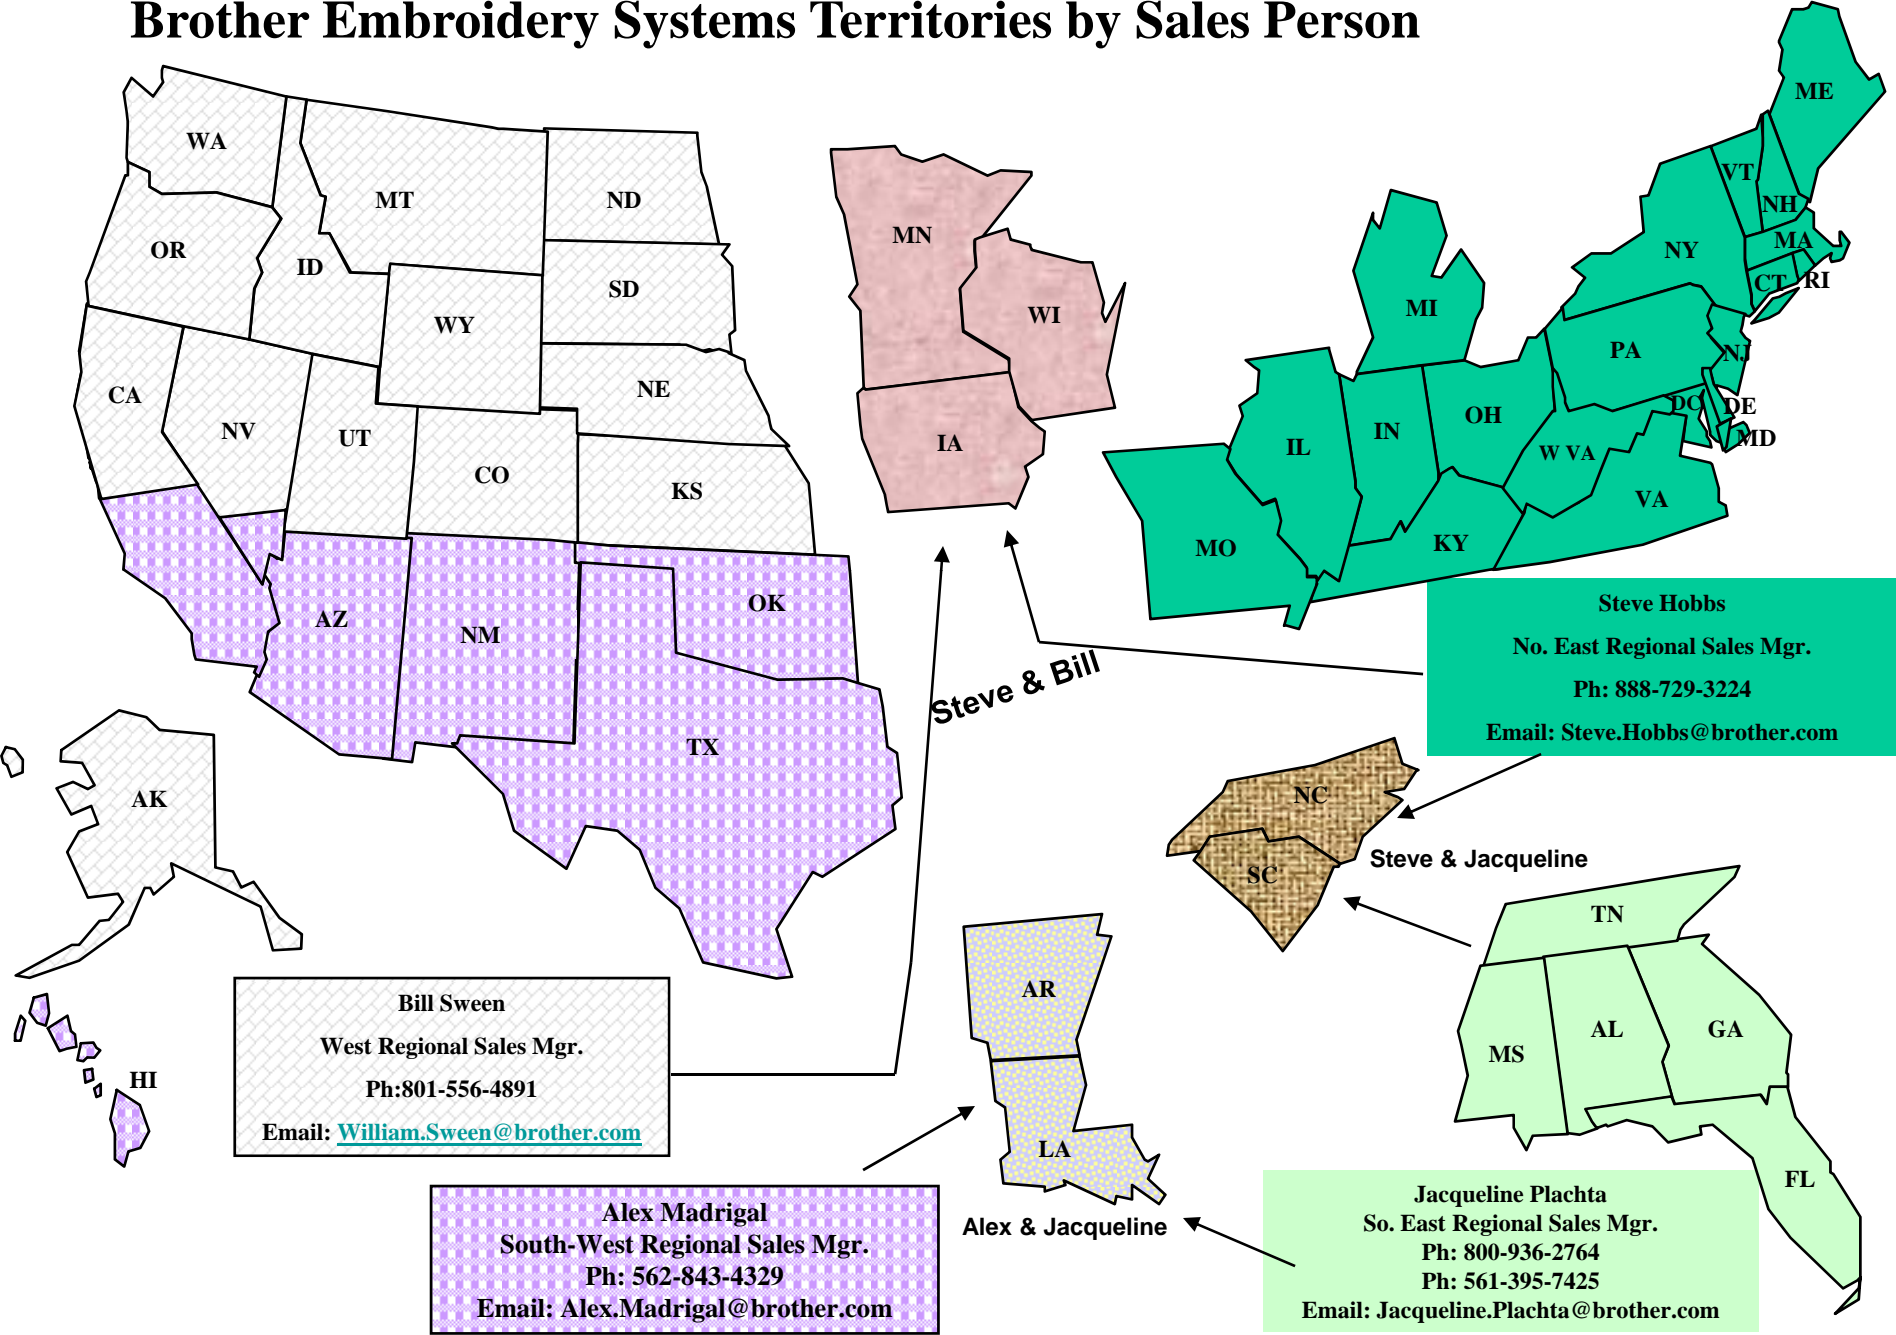 Brother Embroidery Systems Territories by Sales Person
WA
MT
ND
OR
ID
SD
WY
CA
NV
UT
NE
CO
KS
AZ
NM
OK
TX
AK
HI
MN
WI
IA
Steve & Bill
ME
VT
NH
NY
MA
CT
RI
MI
PA
NJ
DC
DE
MD
OH
IN
IL
W VA
VA
KY
MO
Steve Hobbs
No. East Regional Sales Mgr.
Ph: 888-729-3224
Email: Steve.Hobbs@brother.com
NC
SC
Steve & Jacqueline
TN
MS
AL
GA
FL
AR
LA
Alex & Jacqueline
Bill Sween
West Regional Sales Mgr.
Ph:801-556-4891
Email: William.Sween@brother.com
Alex Madrigal
South-West Regional Sales Mgr.
Ph: 562-843-4329
Email: Alex.Madrigal@brother.com
Jacqueline Plachta
So. East Regional Sales Mgr.
Ph: 800-936-2764
Ph: 561-395-7425
Email: Jacqueline.Plachta@brother.com